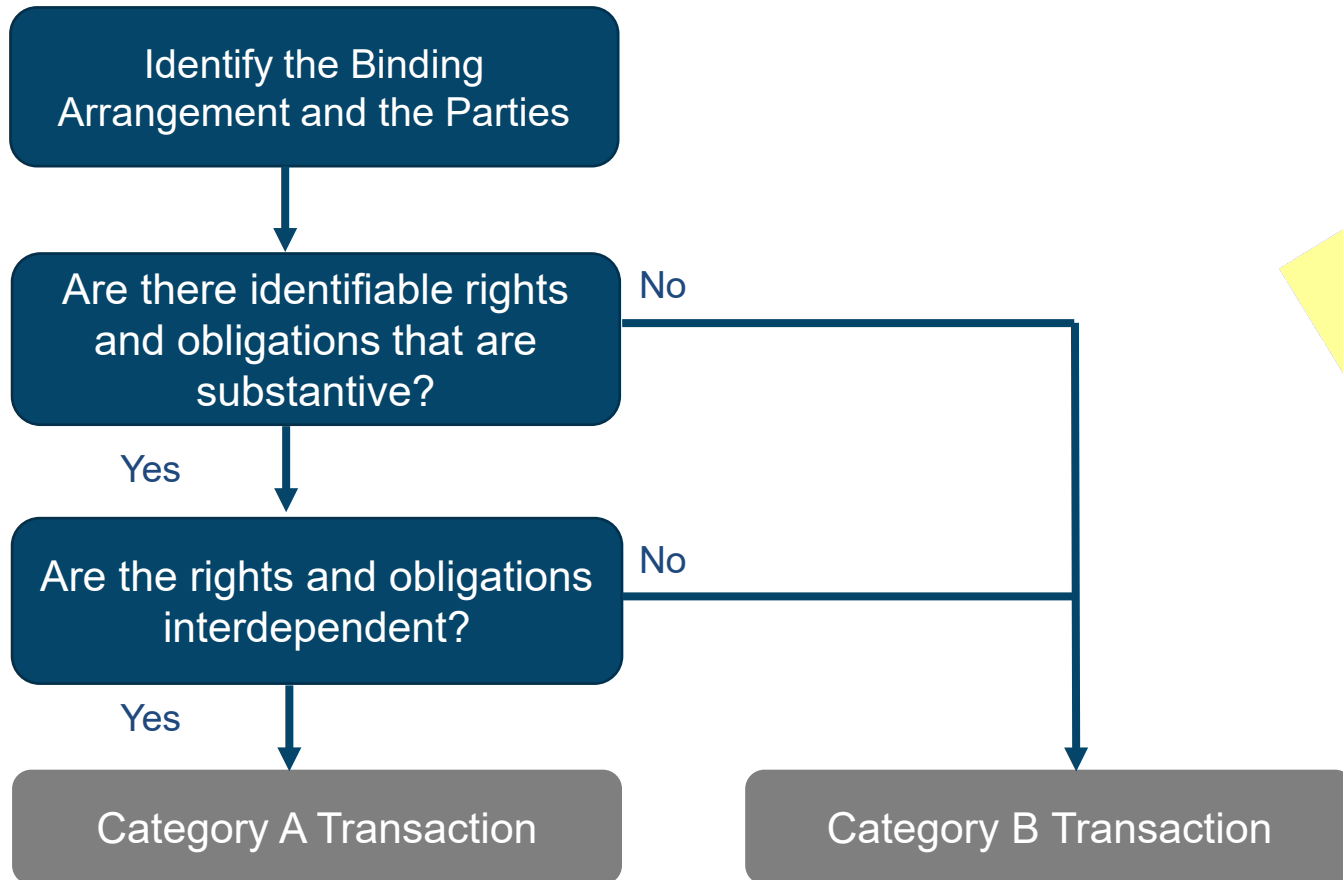 Identify the Binding
Arrangement and the Parties
Are there identifiable rights
and obligations that are
substantive?
No
Yes
Are the rights and obligations
interdependent?
No
Yes
Category A Transaction
Category B Transaction